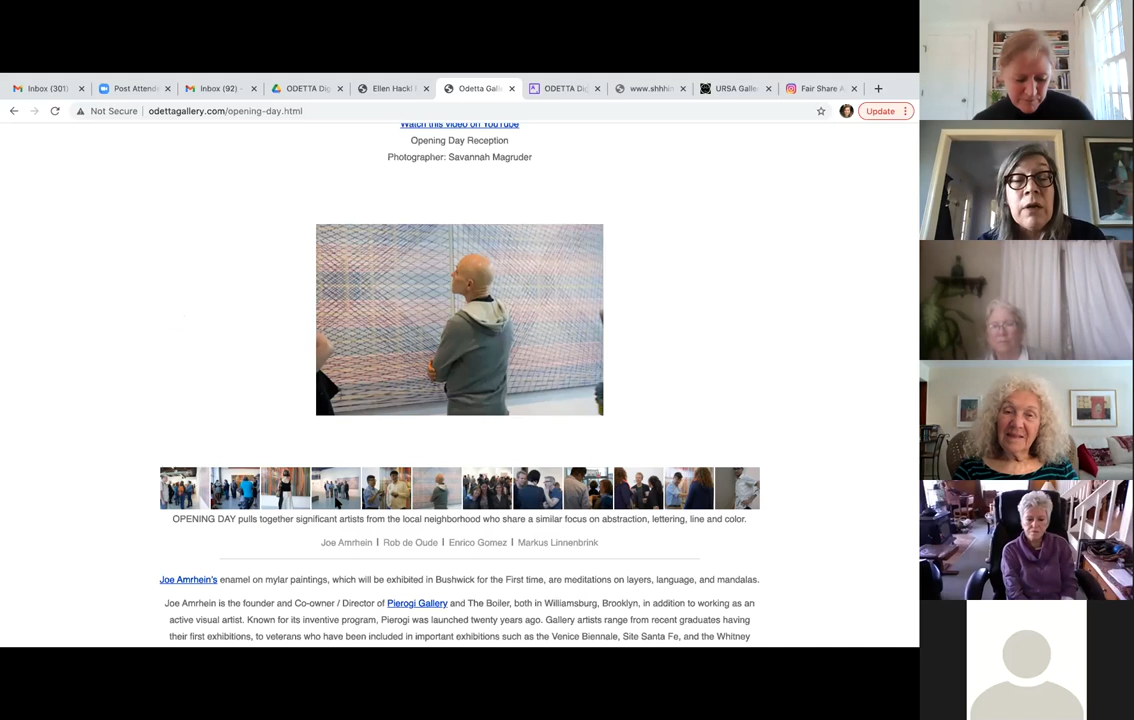 Inbox (301)
Post Attend
Inbox (92) -
ODETTA Dig
Ellen Hackl
Odetta Gall
ODETTA Dig
www.shhhin
URSA Galle
Fair Share A
Not Secure
odettagallery.com/opening-day.html
Update
Watch this video on YouTube
Opening Day Reception
Photographer: Savannah Magruder
OPENING DAY pulls together significant artists from the local neighborhood who share a similar focus on abstraction, lettering, line and color.
Joe Amrhein | Rob de Oude | Enrico Gomez | Markus Linnenbrink
Joe Amrhein's enamel on mylar paintings, which will be exhibited in Bushwick for the First time, are meditations on layers, language, and mandalas.
Joe Amrhein is the founder and Co-owner / Director of Pierogi Gallery and The Boiler, both in Williamsburg, Brooklyn, in addition to working as an
active visual artist. Known for its inventive program, Pierogi was launched twenty years ago. Gallery artists range from recent graduates having
their first exhibitions, to veterans who have been included in important exhibitions such as the Venice Biennale, Site Santa Fe, and the Whitney